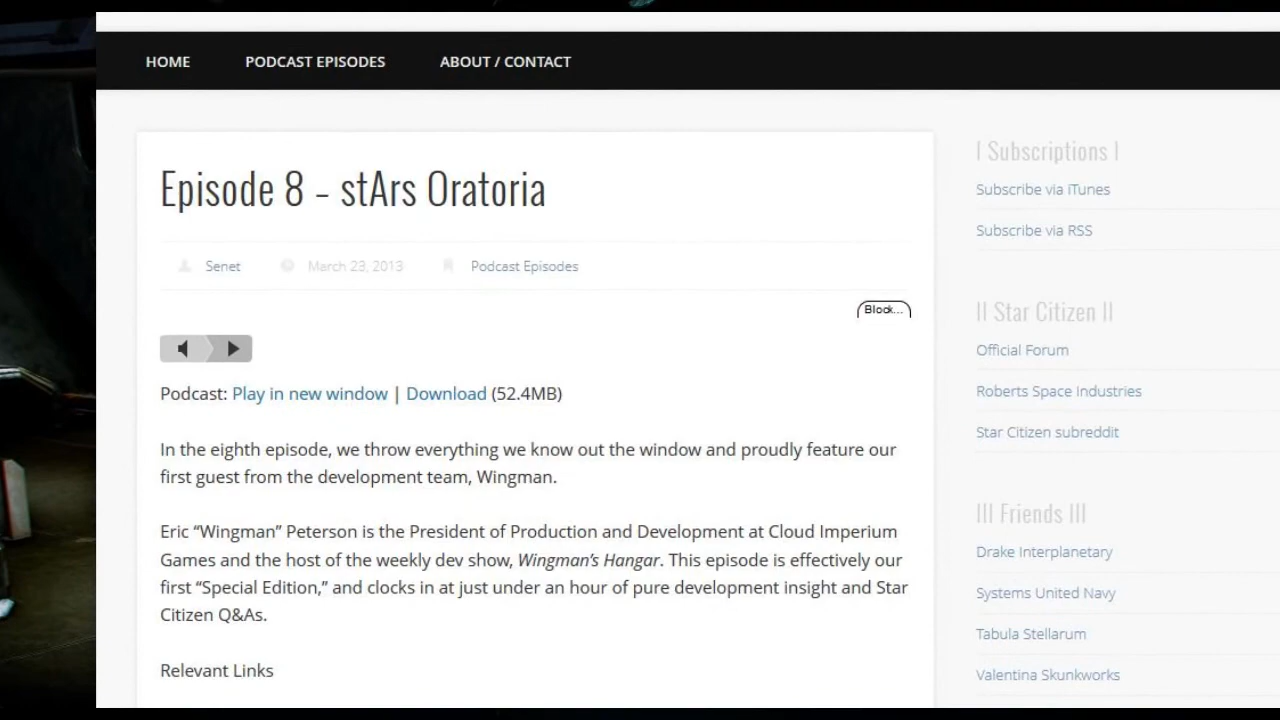 HOME PODCAST EPISODES ABOUT / CONTACT
Episode 8 – stArs Oratoria
Senet March 23, 2013 Podcast Episodes
Block...
Podcast: Play in new window | Download (52.4MB)
In the eighth episode, we throw everything we know out the window and proudly feature our
first guest from the development team, Wingman.
Eric “Wingman” Peterson is the President of Production and Development at Cloud Imperium
Games and the host of the weekly dev show, Wingman’s Hangar. This episode is effectively our
first “Special Edition,” and clocks in at just under an hour of pure development insight and Star
Citizen Q&As.
Relevant Links
I Subscriptions I
Subscribe via iTunes
Subscribe via RSS
II Star Citizen II
Official Forum
Roberts Space Industries
Star Citizen subreddit
III Friends III
Drake Interplanetary
Systems United Navy
Tabula Stellarum
Valentina Skunkworks